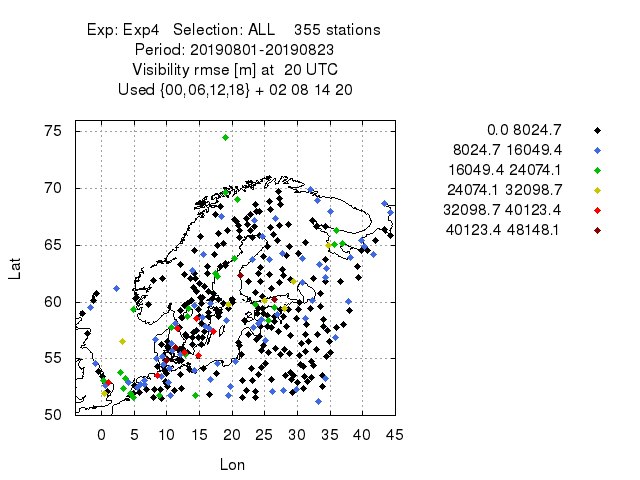 Exp: Exp4 Selection: ALL 355 stations
Period: 20190801-20190823
Visibility rmse [m] at 20 UTC
Used {00,06,12,18} + 02 08 14 20
0.0 8024.7
8024.7 16049.4
16049.4 24074.1
24074.1 32098.7
32098.7 40123.4
40123.4 48148.1
75
70
65
60
55
50
Lat
0 5 10 15 20 25 30 35 40 45
Lon